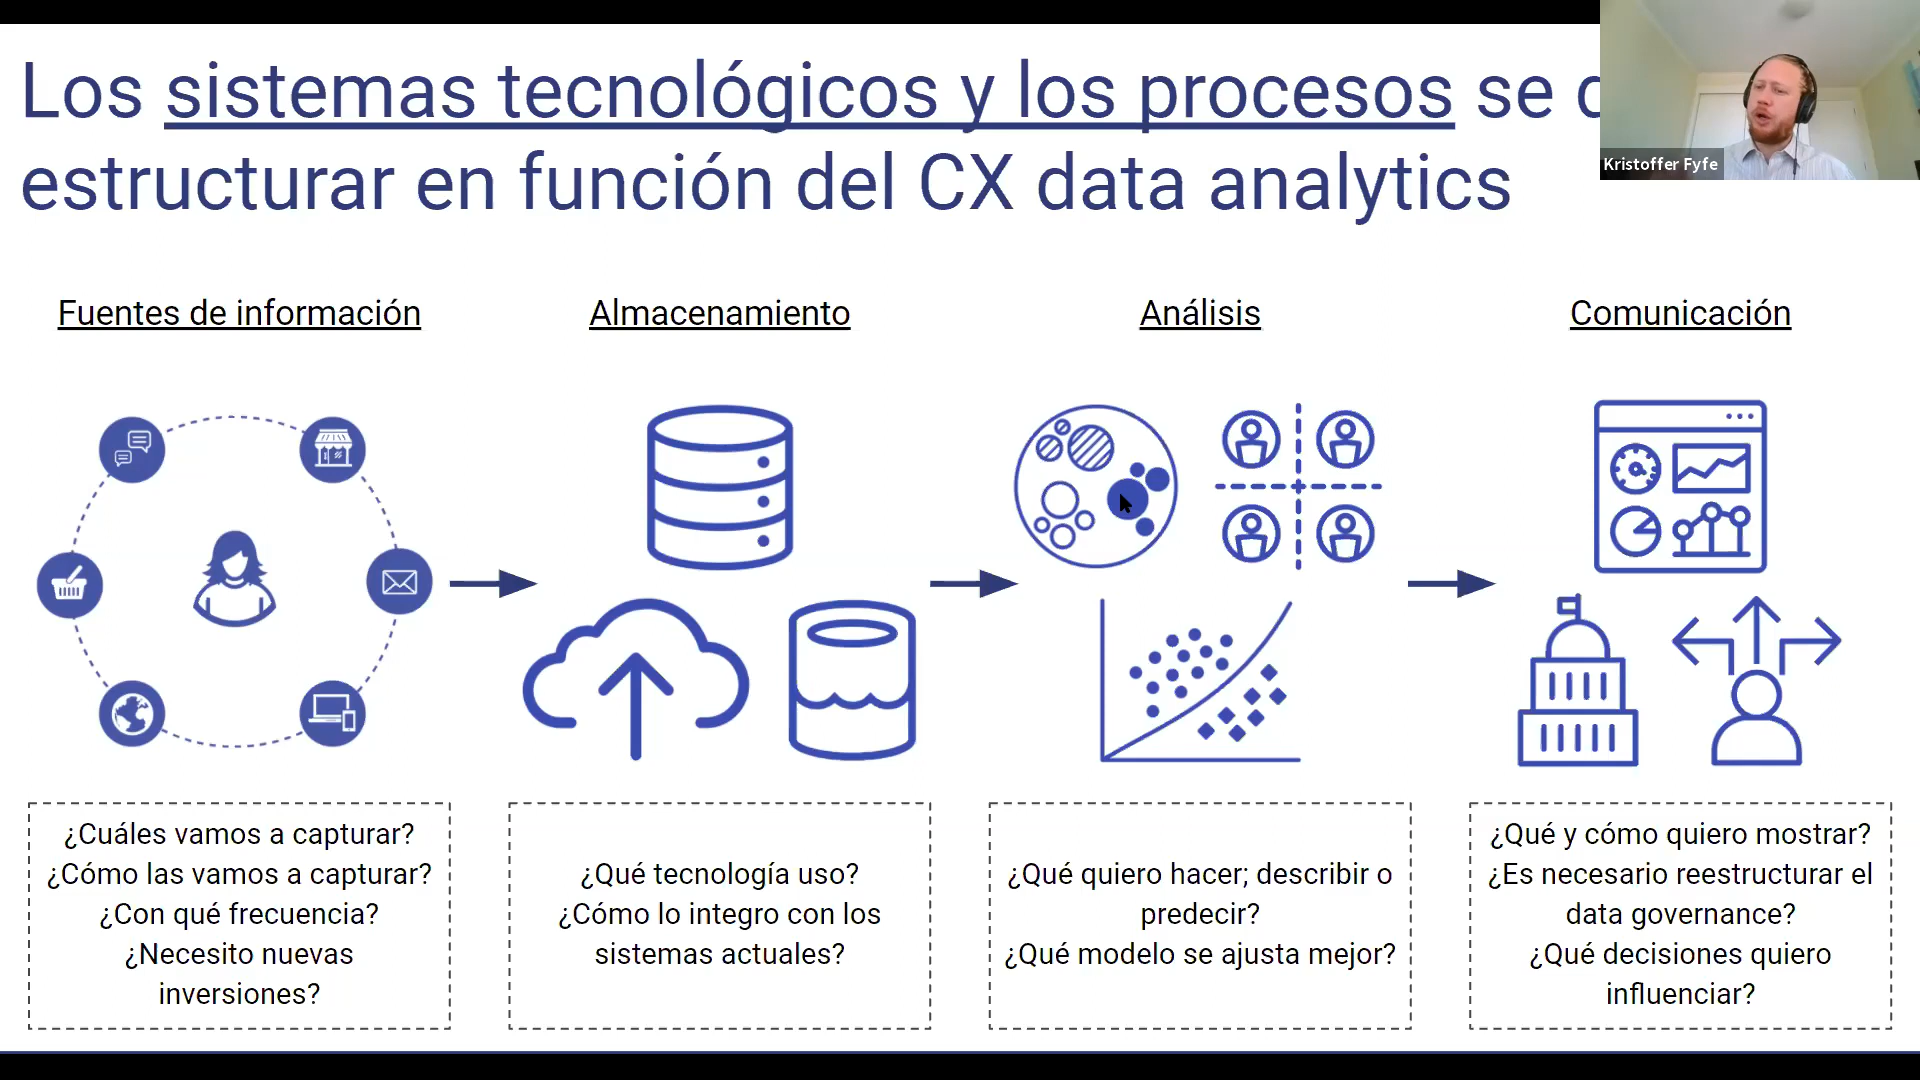 Los sistemas tecnológicos y los procesos se
estructurar en función del CX data analytics
Kristoffer Fyfe
Fuentes de información
Almacenamiento
Análisis
Comunicación
¿Cuáles vamos a capturar?
¿Cómo las vamos a capturar?
¿Con qué frecuencia?
¿Necesito nuevas
inversiones?
¿Qué tecnología uso?
¿Cómo lo integro con los
sistemas actuales?
¿Qué quiero hacer; describir o
predecir?
¿Qué modelo se ajusta mejor?
¿Qué y cómo quiero mostrar?
¿Es necesario reestructurar el
data governance?
¿Qué decisiones quiero
influenciar?